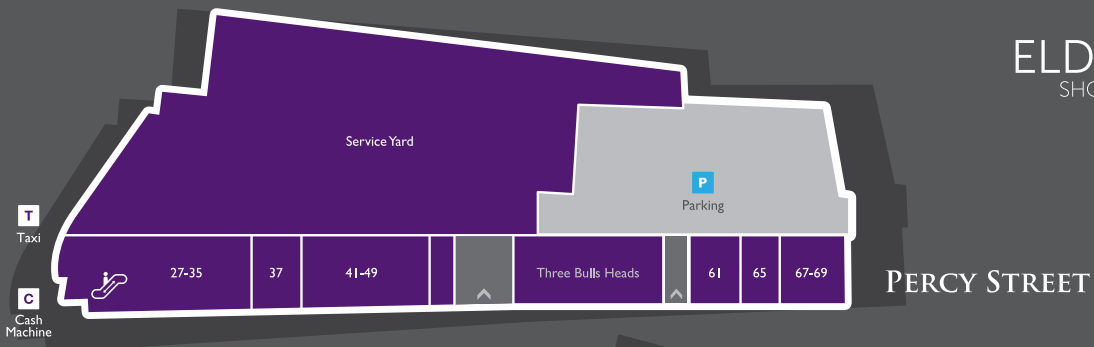 ELD
SHO
Service Yard
P
Parking
T
Taxi
27-35
37
41-49
Three Bulls Heads
61
65
67-69
PERCY STREET
C
Cash
Machine